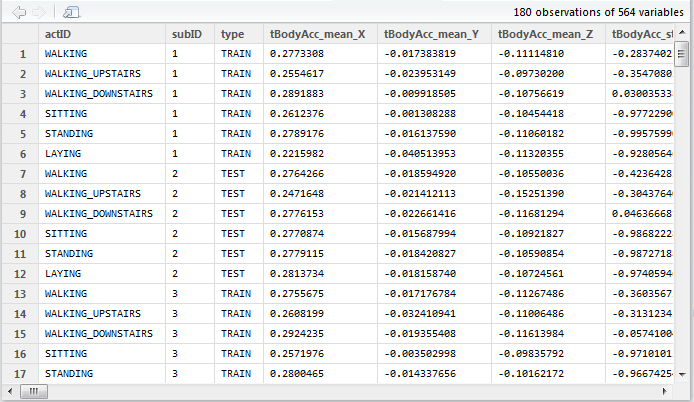 180 observations of 564 variables
actID subID type tBodyAcc_mean_X tBodyAcc_mean_Y tBodyAcc_mean_Z tBodyAcc_st
1 WALKING 1 TRAIN 0.2773308 -0.017383819 -0.11114810 -0.2837402
2 WALKING_UPSTAIRS 1 TRAIN 0.2554617 -0.023953149 -0.09730200 -0.3547080
3 WALKING_DOWNSTAIRS 1 TRAIN 0.2891883 -0.009918505 -0.10756619 0.03003533
4 SITTING 1 TRAIN 0.2612376 -0.001308288 -0.10454418 -0.9772290
5 STANDING 1 TRAIN 0.2789176 -0.016137590 -0.11060182 -0.9957599
6 LAYING 1 TRAIN 0.2215982 -0.040513953 -0.11320355 -0.9280564
7 WALKING 2 TEST 0.2764266 -0.018594920 -0.10550036 -0.4236428
8 WALKING_UPSTAIRS 2 TEST 0.2471648 -0.021412113 -0.15251390 -0.3043764
9 WALKING_DOWNSTAIRS 2 TEST 0.2776153 -0.022661416 -0.11681294 0.04636668
10 SITTING 2 TEST 0.2770874 -0.015687994 -0.10921827 -0.9868222
11 STANDING 2 TEST 0.2779115 -0.018420827 -0.10590854 -0.9872718
12 LAYING 2 TEST 0.2813734 -0.018158740 -0.10724561 -0.9740594
13 WALKING 3 TRAIN 0.2755675 -0.017176784 -0.11267486 -0.3603567
14 WALKING_UPSTAIRS 3 TRAIN 0.2608199 -0.032410941 -0.11006486 -0.3131234
15 WALKING_DOWNSTAIRS 3 TRAIN 0.2924235 -0.019355408 -0.11613984 -0.0574100
16 SITTING 3 TRAIN 0.2571976 -0.003502998 -0.09835792 -0.9710101
17 STANDING 3 TRAIN 0.2800465 -0.014337656 -0.10162172 -0.9667425